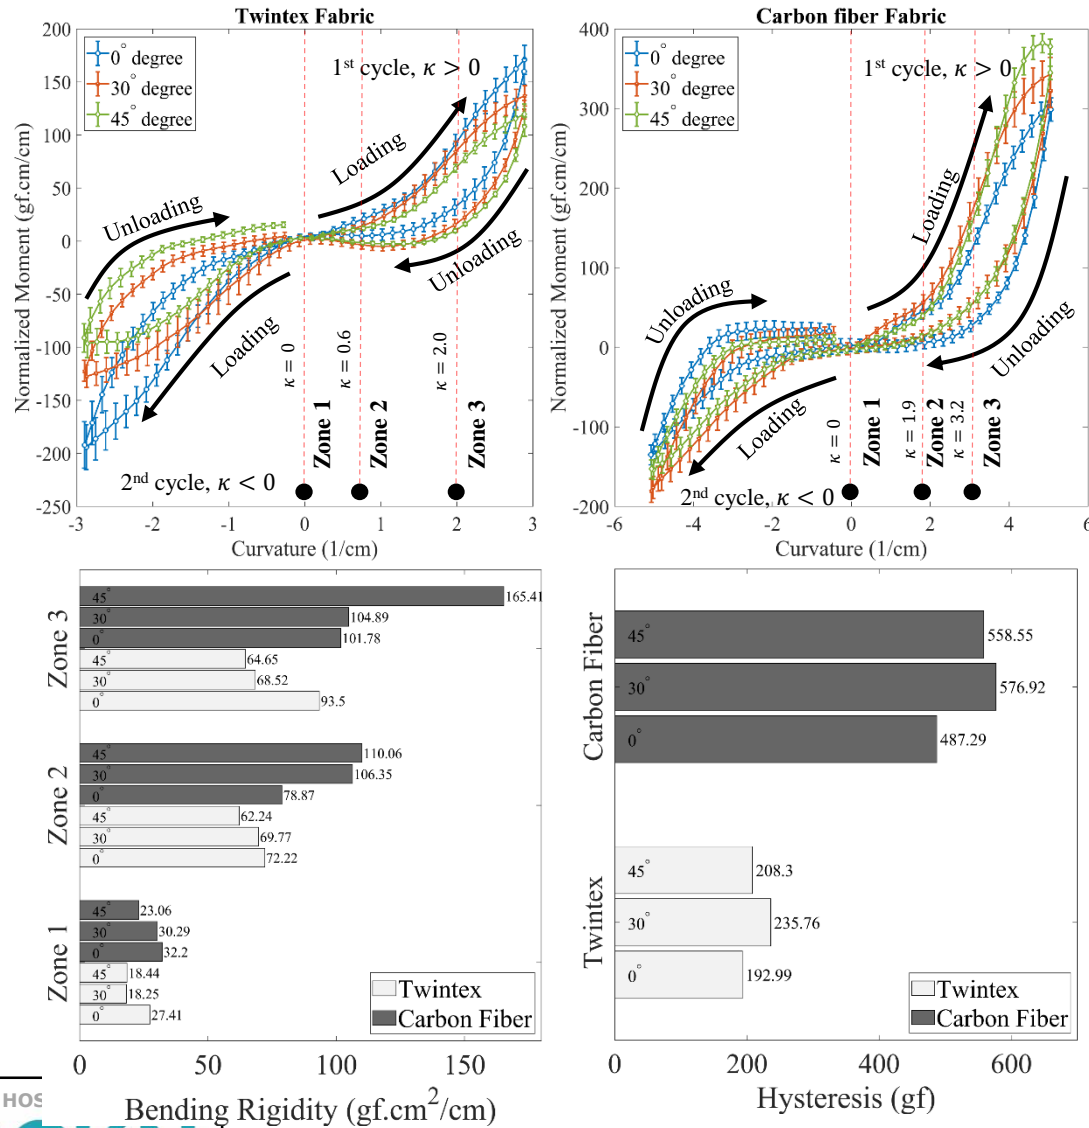 Twintex Fabric
200
150
100
50
0
-50
-100
-150
-200
-250
-3
-2
-1
0
1
2
3
Normalized Moment (gf.cm/cm)
Curvature (1/cm)
0° degree
30° degree
45° degree
1st cycle, κ > 0
Loading
Unloading
Unloading
Loading
2nd cycle, κ < 0
κ = 0
Zone 1
κ = 0.6
Zone 2
κ = 2.0
Zone 3
Carbon fiber Fabric
400
300
200
100
0
-100
-200
-6
-4
-2
0
2
4
6
Normalized Moment (gf.cm/cm)
Curvature (1/cm)
0° degree
30° degree
45° degree
1st cycle, κ > 0
Loading
Unloading
Unloading
Loading
2nd cycle, κ < 0
κ = 0
Zone 1
κ = 1.9
Zone 2
κ = 3.2
Zone 3
Zone 3
45° 165.41
30° 104.89
0° 101.78
45° 64.65
30° 68.52
0° 93.5
Zone 2
45° 110.06
30° 106.35
0° 78.87
45° 62.24
30° 69.77
0° 72.22
Zone 1
45° 23.06
30° 30.29
0° 32.2
45° 18.44
30° 18.25
0° 27.41
Twintex
Carbon Fiber
0 50 100 150
Bending Rigidity (gf.cm²/cm)
Carbon Fiber
45° 558.55
30° 576.92
0° 487.29
Twintex
45° 208.3
30° 235.76
0° 192.99
Twintex
Carbon Fiber
0 200 400 600
Hysteresis (gf)